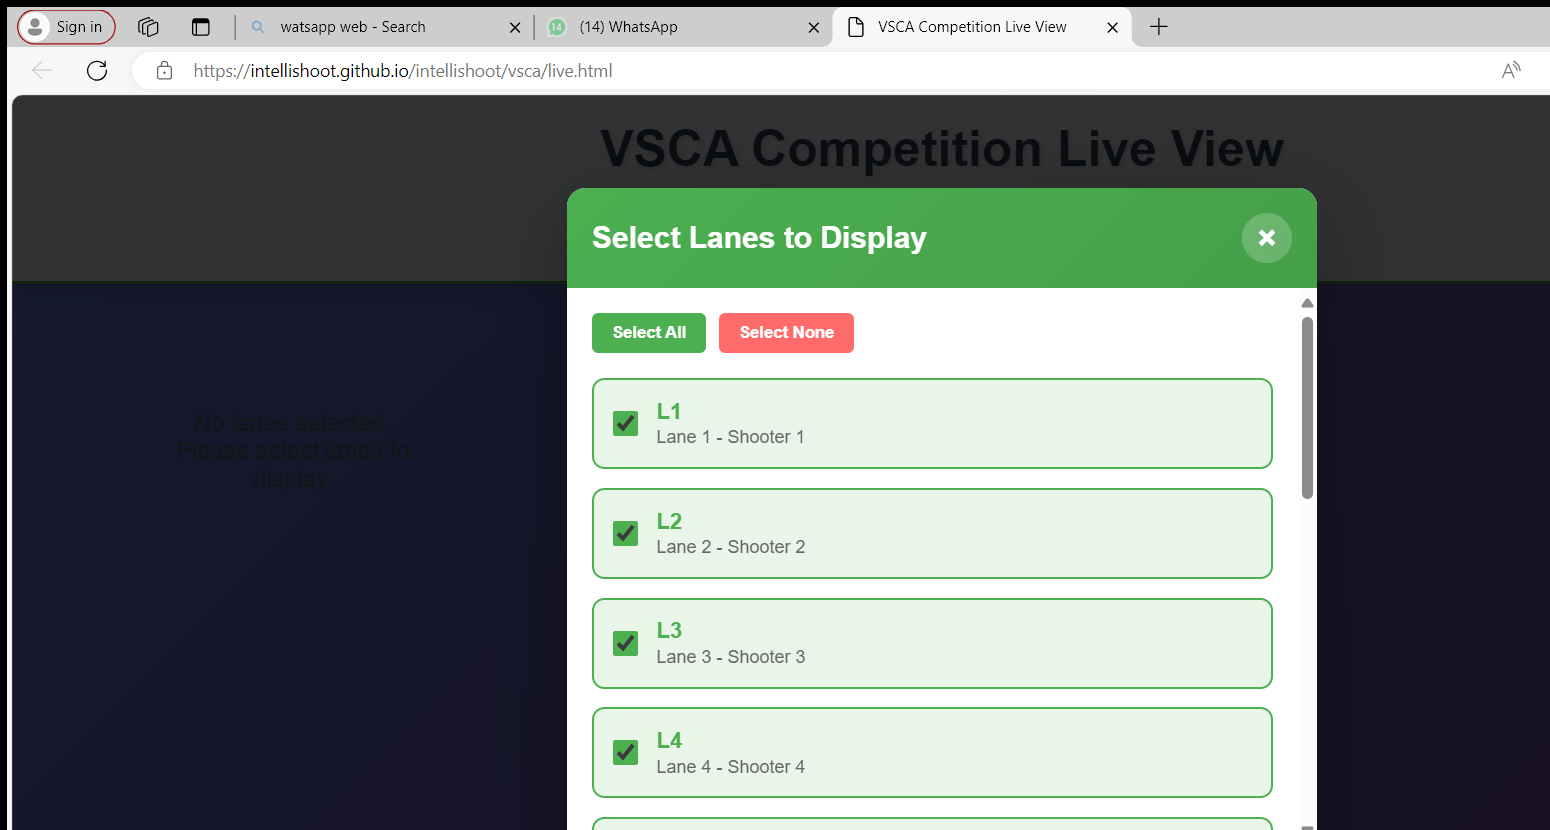 Sign in
watsapp web - Search
14
(14) WhatsApp
VSCA Competition Live View
https://intellishoot.github.io/intellishoot/vsca/live.html
VSCA Competition Live View
Select Lanes to Display
Select All
Select None
No lanes selected.
Please select lanes to
display.
L1
Lane 1 - Shooter 1
L2
Lane 2 - Shooter 2
L3
Lane 3 - Shooter 3
L4
Lane 4 - Shooter 4